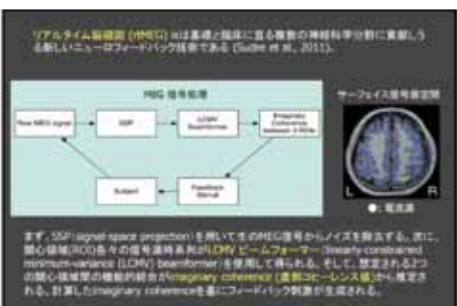 リアルタイム脳磁図 (rtMEG) は基礎と臨床に亘る複数の神経科学分野に貢献しう
る新しいニューロフィードバック技術である (Sudre et al., 2011)。
MEG 信号処理
サーフェイス信号源空間
Raw MEG signal
SSP
LCMV
Beamformer
Imaginary
Coherence
between 2 ROIs
Subject
Feedback
Stimuli
L
R
●: 電流源
まず、SSP(signal-space projection)を用いて生のMEG信号からノイズを除去する。次に、
関心領域(ROI)各々の信号源時系列がLCMV ビームフォーマー(linearly-constrained
minimum-variance (LCMV) beamformer)を使用して得られる。そして、想定される2つ
の関心領域間の機能的結合がimaginary coherence (虚部コヒーレンス値)から推定さ
れ、計算したimaginary coherenceを基にフィードバック刺激が生成される。